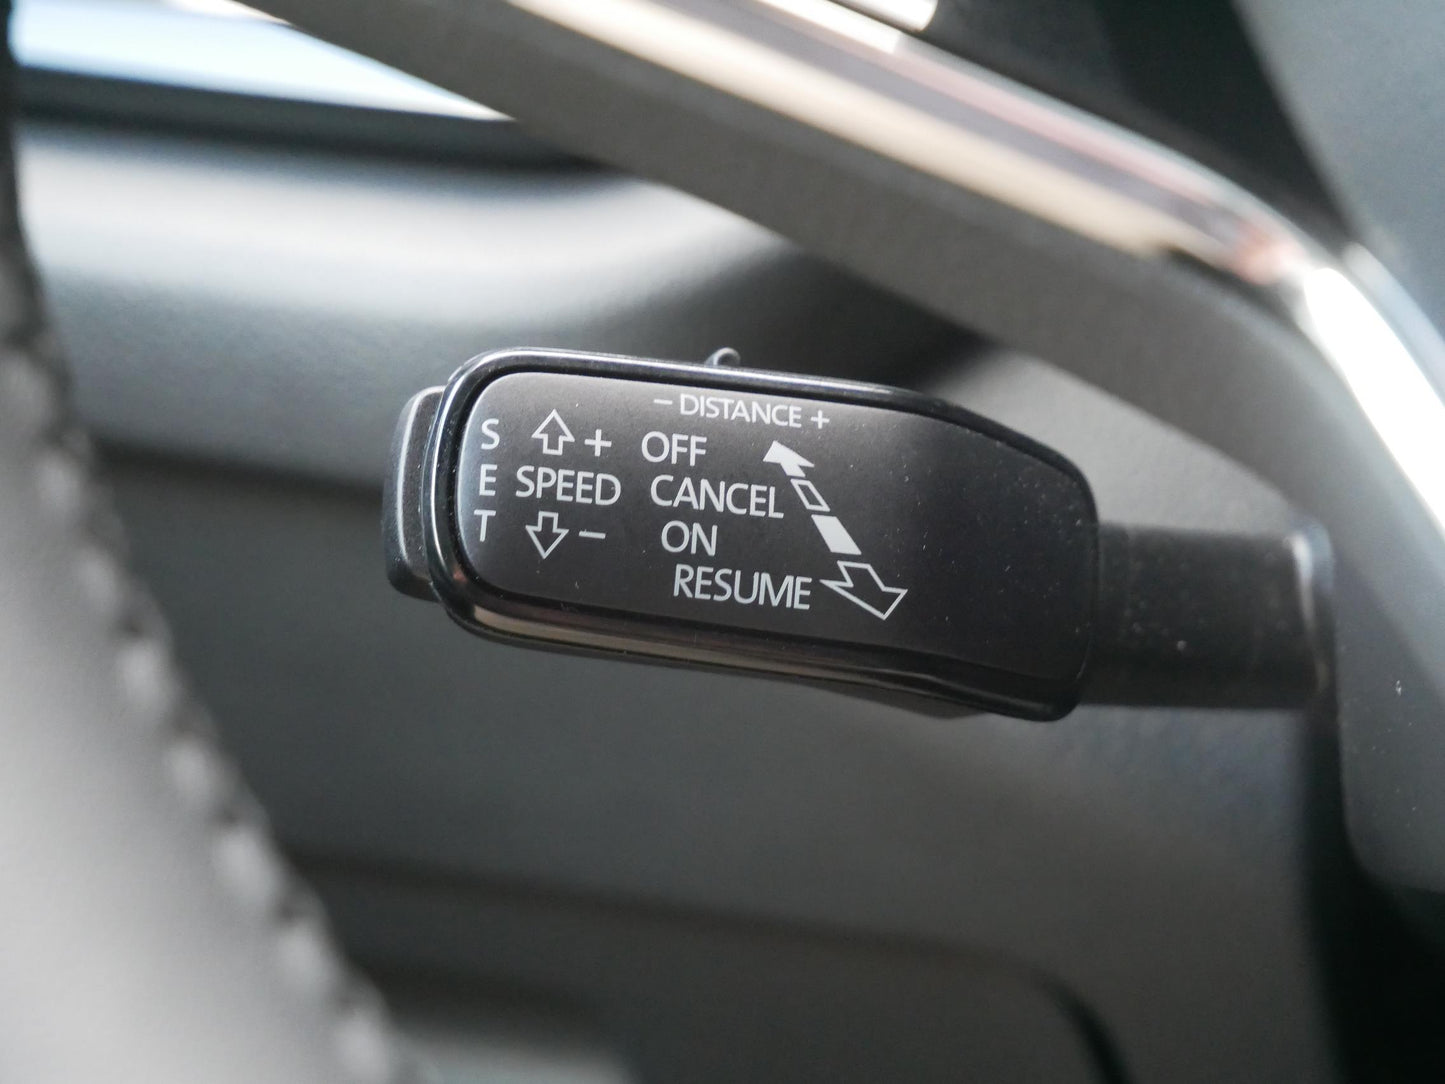 – DISTANCE +
S + OFF
E SPEED CANCEL
T – ON
RESUME